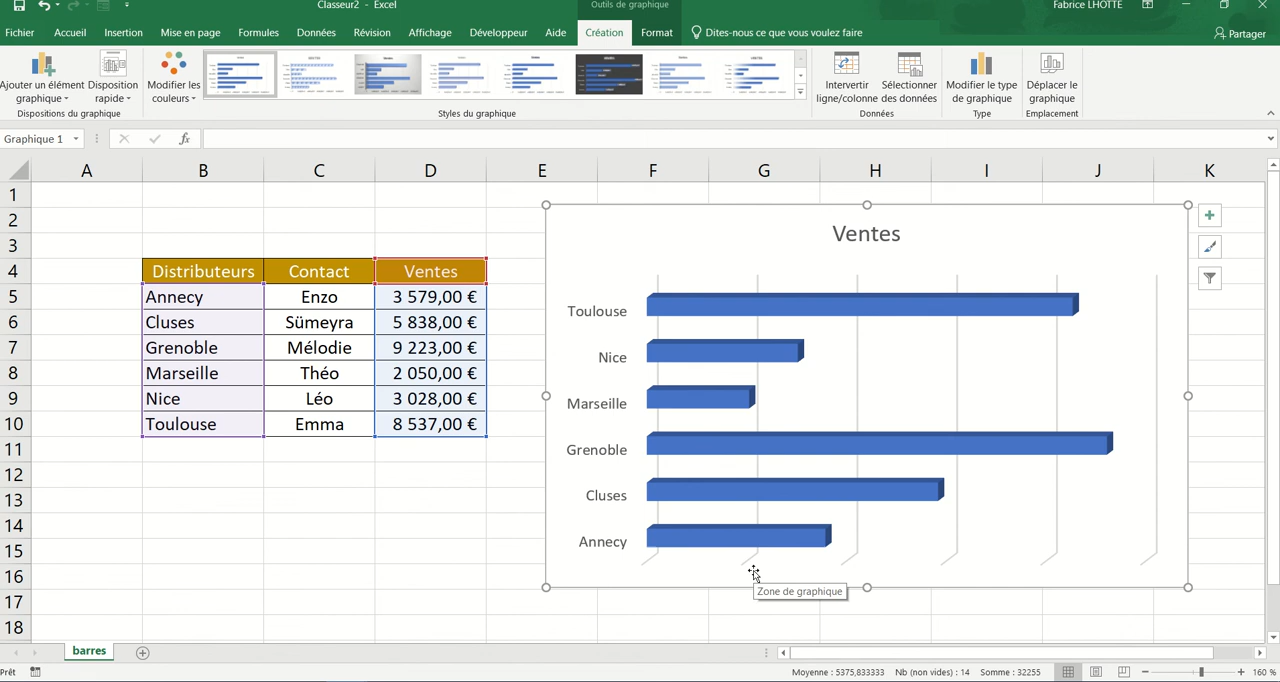 Classeur2 - Excel
Outils de graphique
Fabrice LHOTTE
Fichier Accueil Insertion Mise en page Formules Données Révision Affichage Développeur Aide Création Format Dites-nous ce que vous voulez faire
Partager
Ajouter un élément graphique
Disposition rapide
Modifier les couleurs
Intervertir ligne/colonne
Sélectionner des données
Modifier le type de graphique
Déplacer le graphique
Dispositions du graphique
Styles du graphique
Données
Type
Emplacement
Graphique 1
fx
A B C D E F G H I J K
1
2
3
4 Distributeurs Contact Ventes
5 Annecy Enzo 3 579,00 €
6 Cluses Sümeyra 5 838,00 €
7 Grenoble Mélodie 9 223,00 €
8 Marseille Théo 2 050,00 €
9 Nice Léo 3 028,00 €
10 Toulouse Emma 8 537,00 €
11
12
13
14
15
16
17
18
Ventes
Toulouse
Nice
Marseille
Grenoble
Cluses
Annecy
Zone de graphique
barres
Prêt
Moyenne : 5375,833333 Nb (non vides) : 14 Somme : 32255
160 %